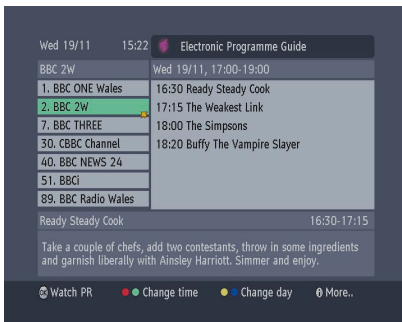 Wed 19/11 15:22 Electronic Programme Guide
BBC 2W Wed 19/11, 17:00-19:00
1. BBC ONE Wales 16:30 Ready Steady Cook
2. BBC 2W 17:15 The Weakest Link
7. BBC THREE 18:00 The Simpsons
30. CBBC Channel 18:20 Buffy The Vampire Slayer
40. BBC NEWS 24
51. BBCi
89. BBC Radio Wales
Ready Steady Cook 16:30-17:15
Take a couple of chefs, add two contestants, throw in some ingredients
and garnish liberally with Ainsley Harriott. Simmer and enjoy.
OK Watch PR Change time Change day i More..